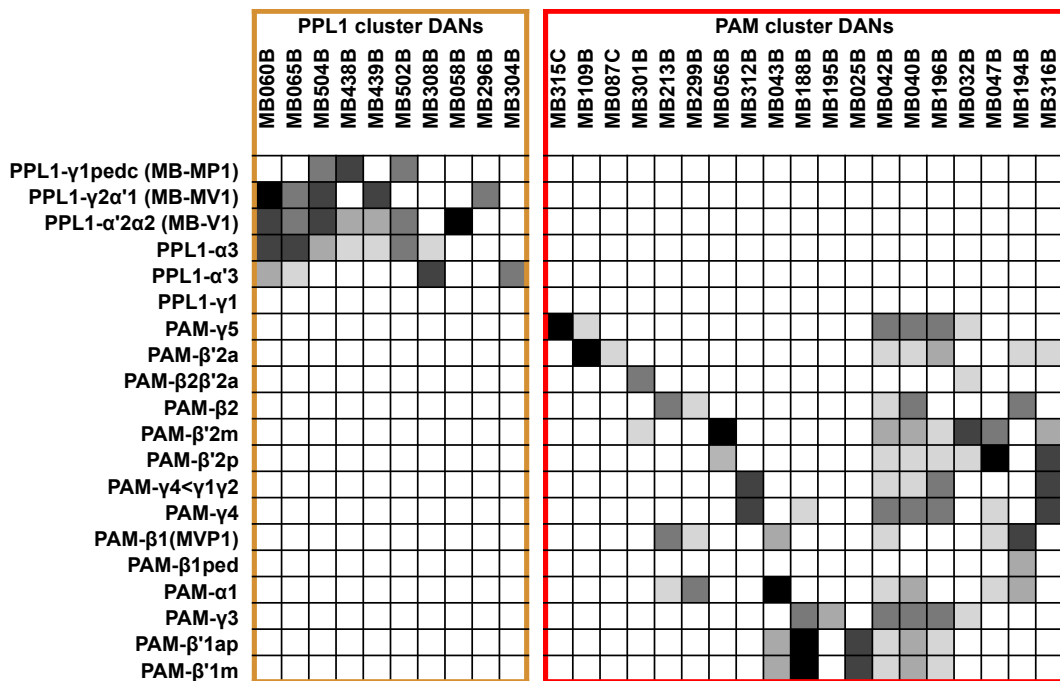 PPL1 cluster DANs
PAM cluster DANs
MB060B
MB065B
MB504B
MB438B
MB439B
MB502B
MB308B
MB058B
MB296B
MB304B
MB315C
MB109B
MB087C
MB301B
MB213B
MB299B
MB056B
MB312B
MB043B
MB188B
MB195B
MB025B
MB042B
MB040B
MB196B
MB032B
MB047B
MB194B
MB316B
PPL1-γ1pedc (MB-MP1)
PPL1-γ2α'1 (MB-MV1)
PPL1-α'2α2 (MB-V1)
PPL1-α3
PPL1-α'3
PPL1-γ1
PAM-γ5
PAM-β'2a
PAM-β2β'2a
PAM-β2
PAM-β'2m
PAM-β'2p
PAM-γ4<γ1γ2
PAM-γ4
PAM-β1(MVP1)
PAM-β1ped
PAM-α1
PAM-γ3
PAM-β'1ap
PAM-β'1m